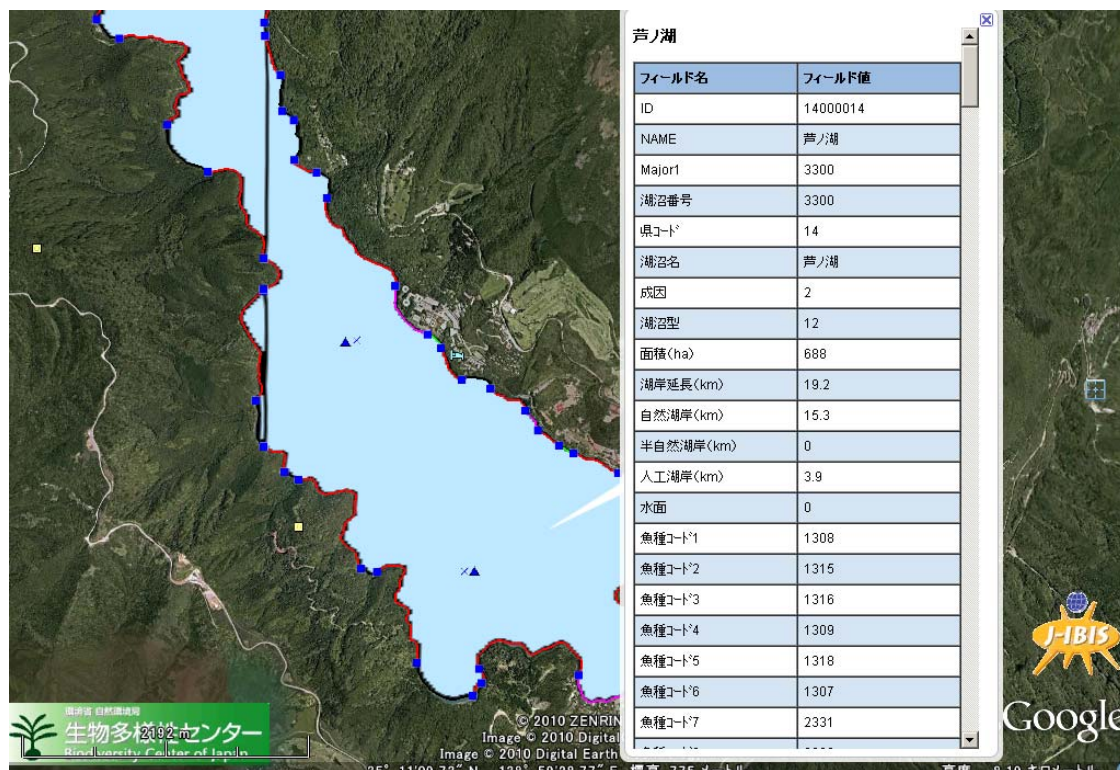 芦ノ湖
フィールド名 フィールド値
ID 14000014
NAME 芦ノ湖
Major1 3300
湖沼番号 3300
県コード 14
湖沼名 芦ノ湖
成因 2
湖沼型 12
面積(ha) 688
湖岸延長(km) 19.2
自然湖岸(km) 15.3
半自然湖岸(km) 0
人工湖岸(km) 3.9
水面 0
魚種コード1 1308
魚種コード2 1315
魚種コード3 1316
魚種コード4 1309
魚種コード5 1318
魚種コード6 1307
魚種コード7 2331
J-IBIS
環境省 自然環境局
生物多様性センター
Biodiversity Center of Japan
2192 m
© 2010 ZENRIN
Image © 2010 Digital
Image © 2010 Digital Earth
Google